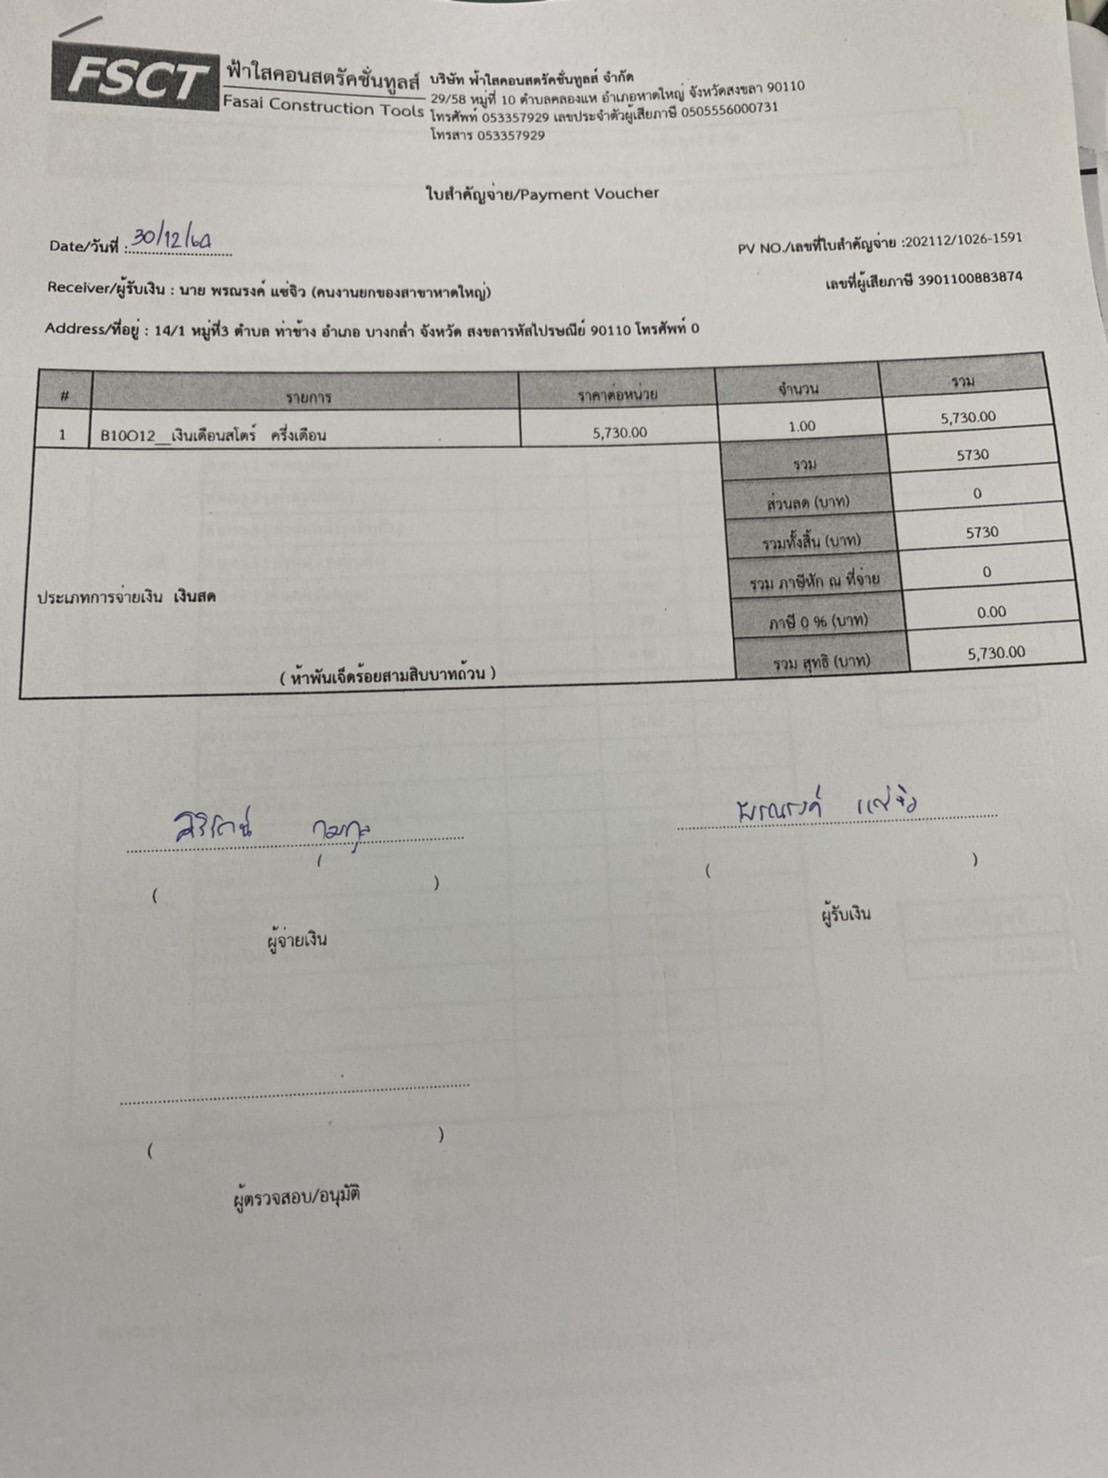 FSCT
ฟ้าใสคอนสตรัคชั่นทูลส์
Fasai Construction Tools
บริษัท ฟ้าใสคอนสตรัคชั่นทูลส์ จำกัด
29/58 หมู่ที่ 10 ตำบลคลองแห อำเภอหาดใหญ่ จังหวัดสงขลา 90110
โทรศัพท์ 053357929 เลขประจำตัวผู้เสียภาษี 0505556000731
โทรสาร 053357929
ใบสำคัญจ่าย/Payment Voucher
Date/วันที่ : 30/12/64
PV NO./เลขที่ใบสำคัญจ่าย :202112/1026-1591
Receiver/ผู้รับเงิน : นาย พรณรงค์ แซ่จิว (คนงานยกของสาขาหาดใหญ่)
เลขที่ผู้เสียภาษี 3901100883874
Address/ที่อยู่ : 14/1 หมู่ที่3 ตำบล ท่าช้าง อำเภอ บางกล่ำ จังหวัด สงขลารหัสไปรษณีย์ 90110 โทรศัพท์ 0
# รายการ ราคาต่อหน่วย จำนวน รวม
1 B10O12__เงินเดือนสโตร์ ครึ่งเดือน 5,730.00 1.00 5,730.00
รวม 5730
ส่วนลด (บาท) 0
รวมทั้งสิ้น (บาท) 5730
รวม ภาษีหัก ณ ที่จ่าย 0
ประเภทการจ่ายเงิน เงินสด
ภาษี 0 % (บาท) 0.00
รวม สุทธิ (บาท) 5,730.00
( ห้าพันเจ็ดร้อยสามสิบบาทถ้วน )
พรณรงค์ แซ่จิว
( )
( )
ผู้จ่ายเงิน
ผู้รับเงิน
( )
ผู้ตรวจสอบ/อนุมัติ